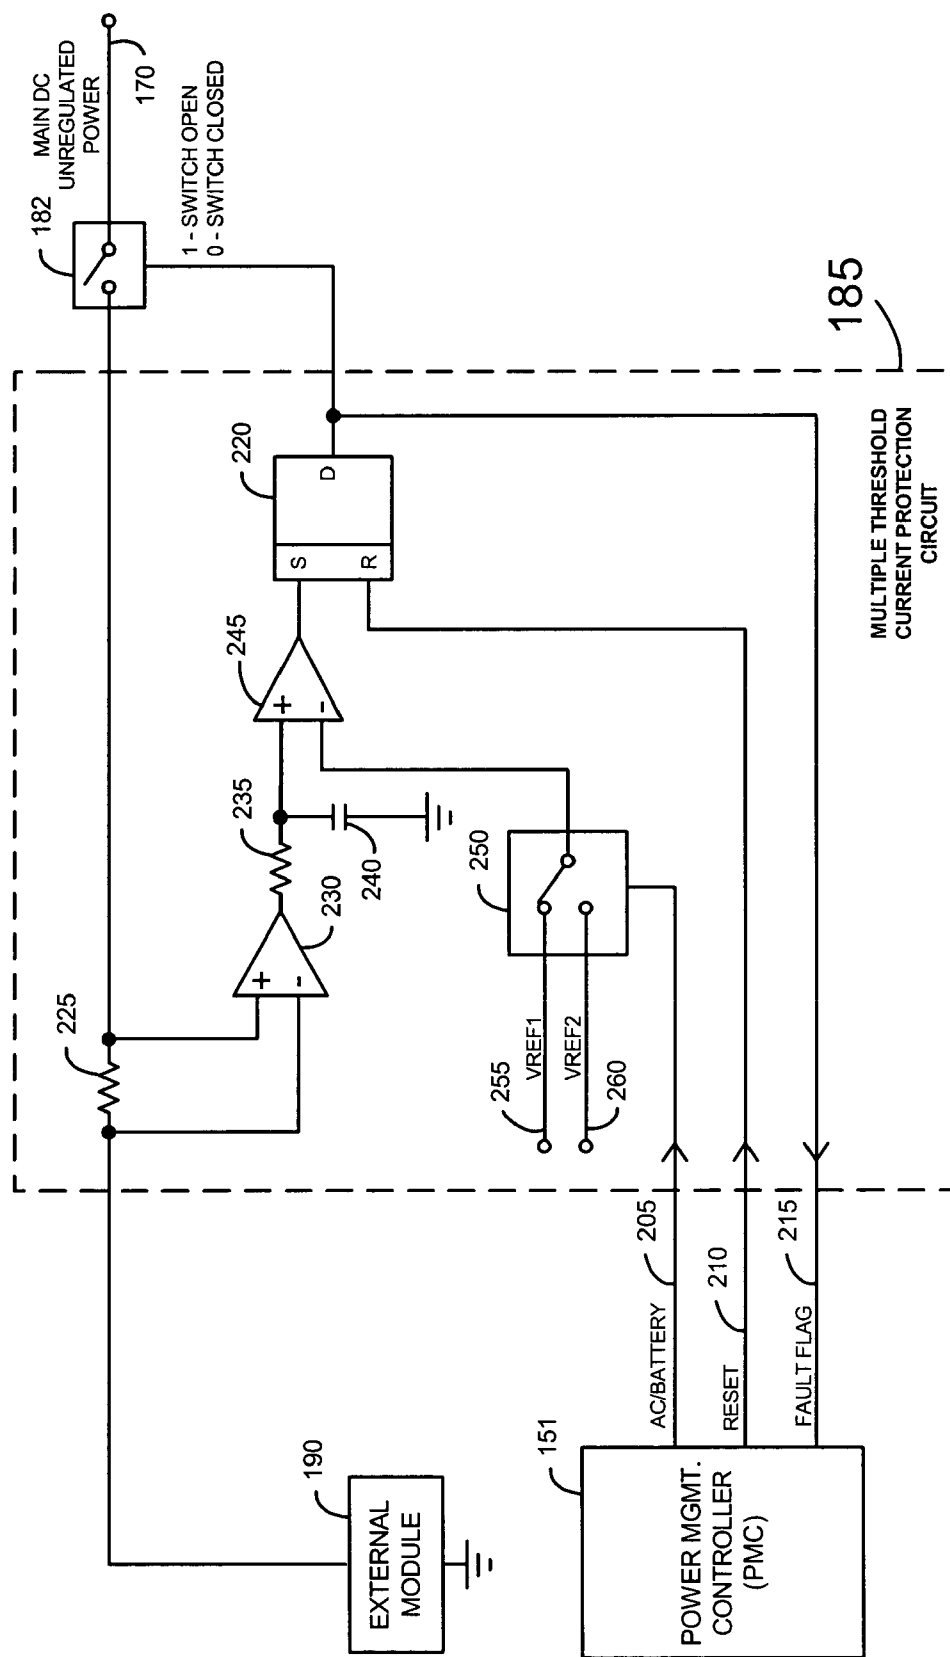 MAIN DC
UNREGULATED
POWER
170
182
1 - SWITCH OPEN
0 - SWITCH CLOSED
185
MULTIPLE THRESHOLD
CURRENT PROTECTION
CIRCUIT
220
S
R
D
245
+
-
235
240
230
+
-
225
250
255
VREF1
VREF2
260
205
AC/BATTERY
210
RESET
215
FAULT FLAG
190
EXTERNAL
MODULE
151
POWER MGMT.
CONTROLLER
(PMC)